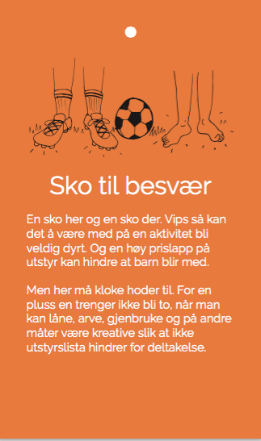 Sko til besvær
En sko her og en sko der. Vips så kan
det å være med på en aktivitet bli
veldig dyrt. Og en høy prislapp på
utstyr kan hindre at barn blir med.
Men her må kloke hoder til. For en
pluss en trenger ikke bli to, når man
kan låne, arve, gjenbruke og på andre
måter være kreative slik at ikke
utstyrslista hindrer for deltakelse.